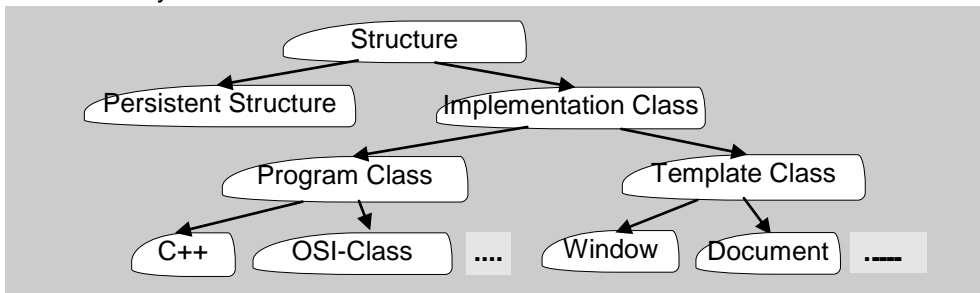 Structure
Persistent Structure
Implementation Class
Program Class
Template Class
C++
OSI-Class
....
Window
Document